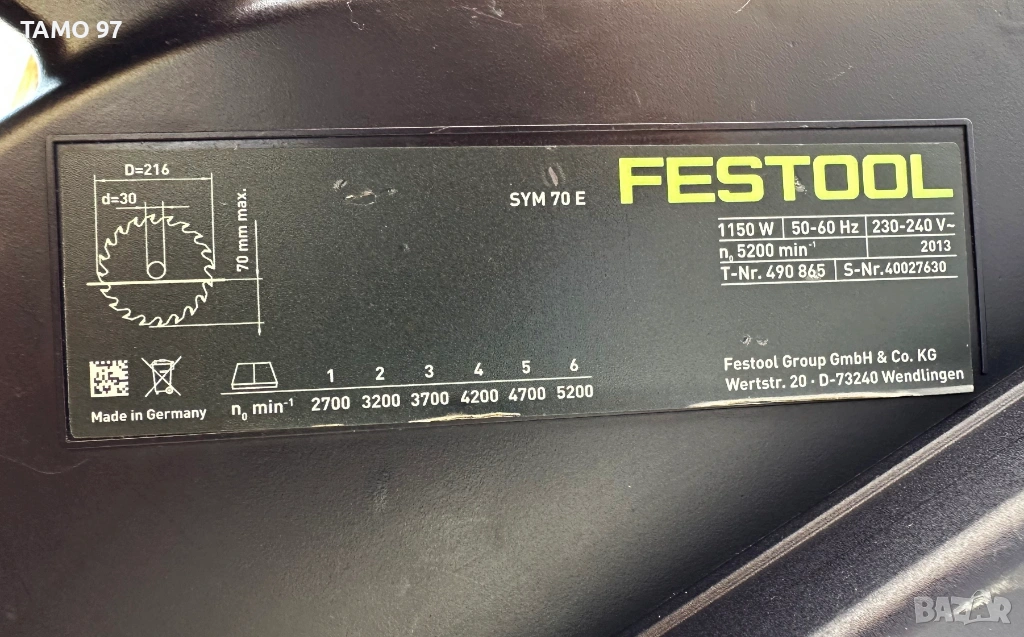 TAMO 97
D=216
d=30
70 mm max.
SYM 70 E
FESTOOL
1150 W 50-60 Hz 230-240 V~
n₀ 5200 min⁻¹ 2013
T-Nr. 490 865 S-Nr. 40027630
Festool Group GmbH & Co. KG
Wertstr. 20 · D-73240 Wendlingen
1 2 3 4 5 6
n₀ min⁻¹ 2700 3200 3700 4200 4700 5200
Made in Germany
BAZAR